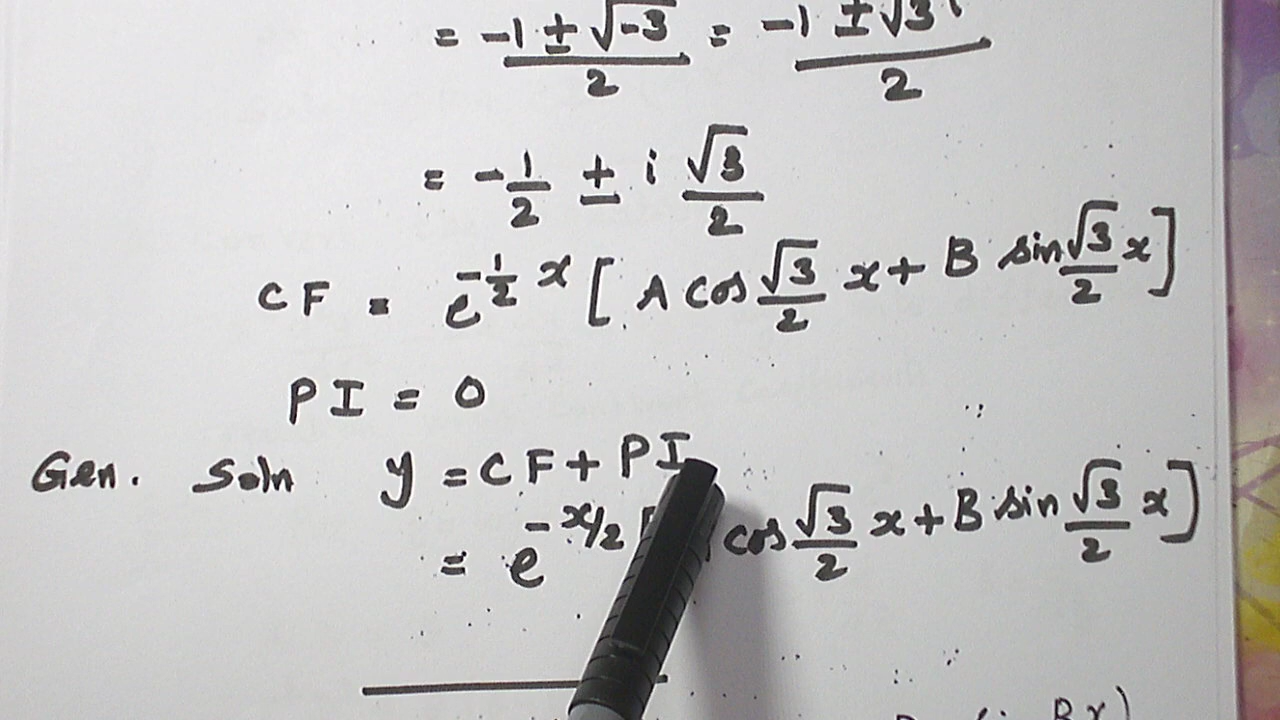 = -1 ± √-3 / 2 = -1 ± √3 i / 2
= -1/2 ± i √3/2
CF = e^{-1/2 x} [ A cos √3/2 x + B sin √3/2 x ]
PI = 0
Gen. Soln y = CF + PI
= e^{-x/2} [ cos √3/2 x + B sin √3/2 x ]